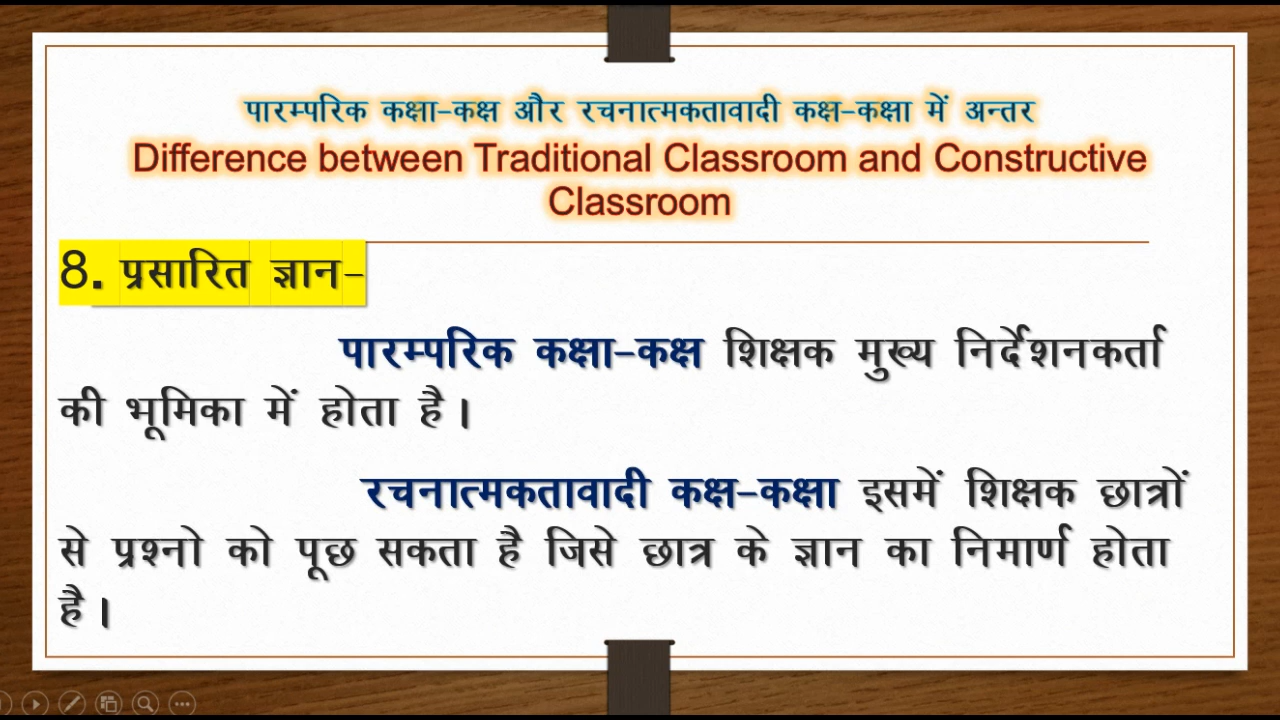 पारम्परिक कक्षा-कक्ष और रचनात्मकतावादी कक्ष-कक्षा में अन्तर
Difference between Traditional Classroom and Constructive
Classroom
8. प्रसारित ज्ञान-
पारम्परिक कक्षा-कक्ष शिक्षक मुख्य निर्देशनकर्ता
की भूमिका में होता है।
रचनात्मकतावादी कक्ष-कक्षा इसमें शिक्षक छात्रों
से प्रश्नो को पूछ सकता है जिसे छात्र के ज्ञान का निमार्ण होता
है।